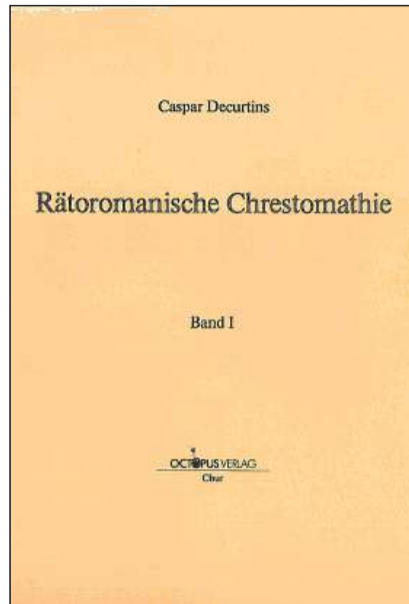 Caspar Decurtins
Rätoromanische Chrestomathie
Band I
OCTOPUS VERLAG
Chur